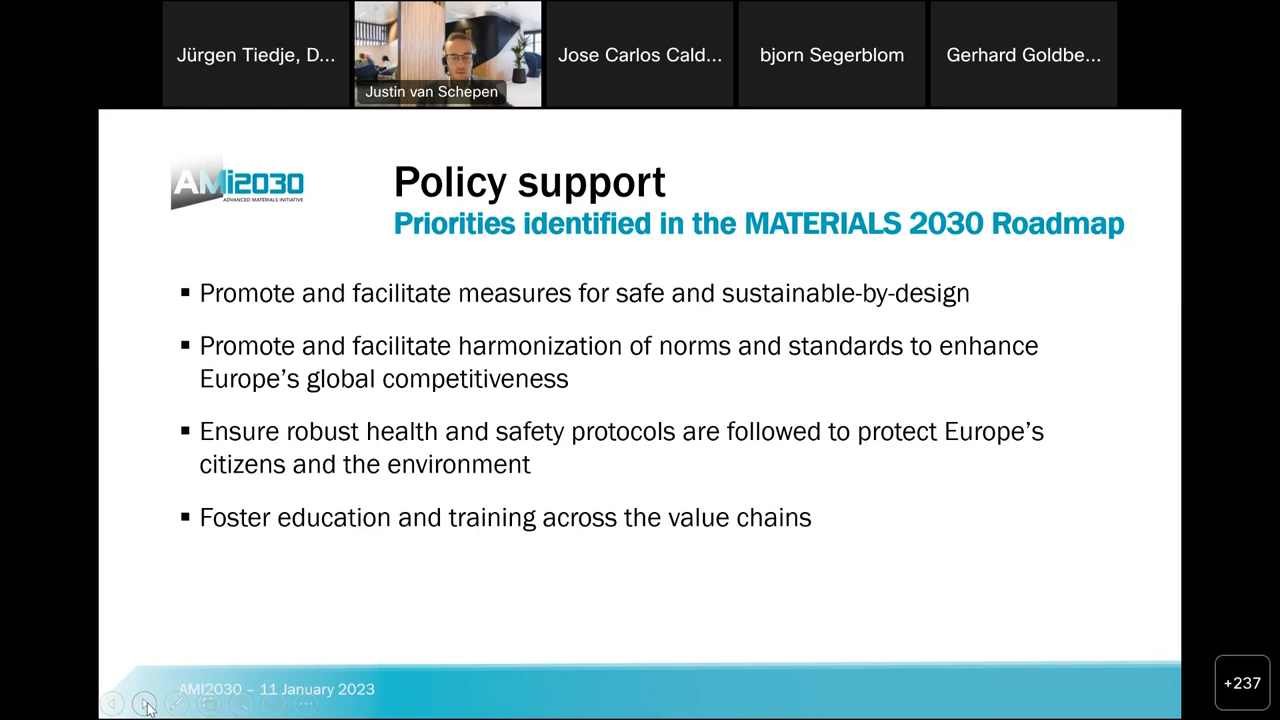 Jürgen Tiedje, D...
Justin van Schepen
Jose Carlos Cald...
bjorn Segerblom
Gerhard Goldbe...
AMi2030
ADVANCED MATERIALS INITIATIVE
Policy support
Priorities identified in the MATERIALS 2030 Roadmap
▪ Promote and facilitate measures for safe and sustainable-by-design
▪ Promote and facilitate harmonization of norms and standards to enhance
Europe’s global competitiveness
▪ Ensure robust health and safety protocols are followed to protect Europe’s
citizens and the environment
▪ Foster education and training across the value chains
AMI2030 – 11 January 2023
+237